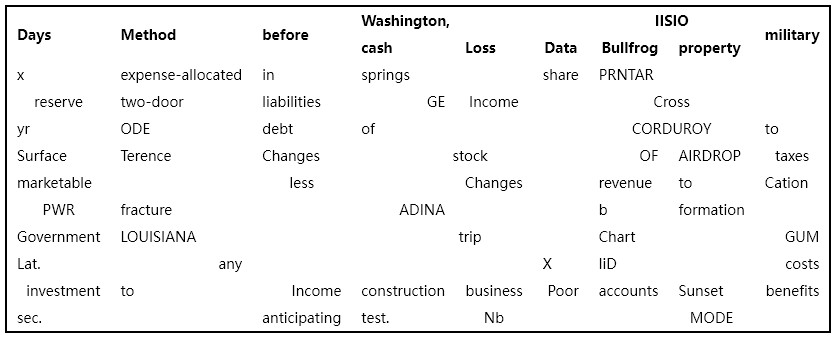 Washington, IISIO
Days Method before cash Loss Data Bullfrog property military
x expense-allocated in springs share PRNTAR
reserve two-door liabilities GE Income Cross
yr ODE debt of CORDUROY to
Surface Terence Changes stock OF AIRDROP taxes
marketable less Changes revenue to Cation
PWR fracture ADINA b formation
Government LOUISIANA trip Chart GUM
Lat. any X IiD costs
investment to Income construction business Poor accounts Sunset benefits
sec. anticipating test. Nb MODE